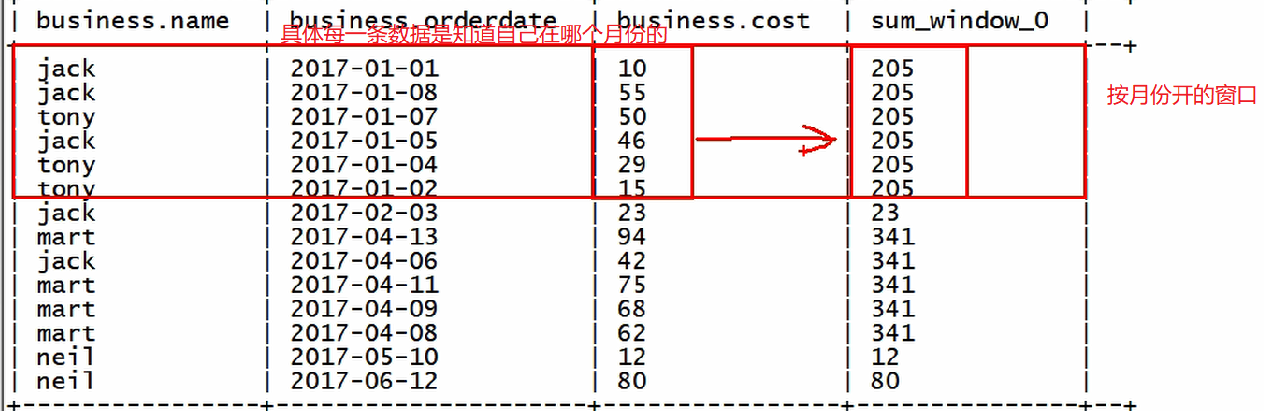 | business.name | business.orderdate | business.cost | sum_window_0 |
具体每一条数据是知道自己在哪个月份的
| jack | 2017-01-01 | 10 | 205 |
| jack | 2017-01-08 | 55 | 205 |
按月份开的窗口
| tony | 2017-01-07 | 50 | 205 |
| jack | 2017-01-05 | 46 | 205 |
| tony | 2017-01-04 | 29 | 205 |
| tony | 2017-01-02 | 15 | 205 |
| jack | 2017-02-03 | 23 | 23 |
| mart | 2017-04-13 | 94 | 341 |
| jack | 2017-04-06 | 42 | 341 |
| mart | 2017-04-11 | 75 | 341 |
| mart | 2017-04-09 | 68 | 341 |
| mart | 2017-04-08 | 62 | 341 |
| neil | 2017-05-10 | 12 | 12 |
| neil | 2017-06-12 | 80 | 80 |